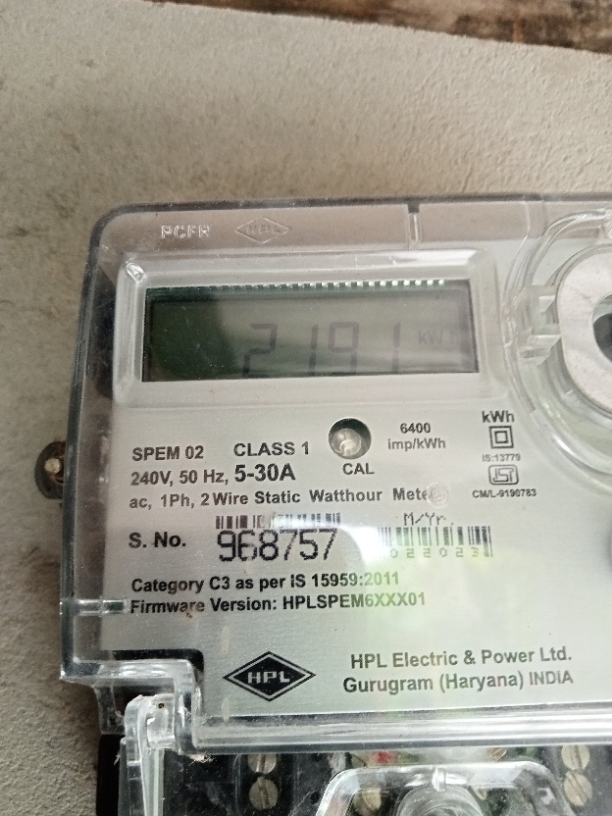 PCFR HPL
2191 kW
SPEM 02 CLASS 1
240V, 50 Hz, 5-30A
ac, 1Ph, 2 Wire Static Watthour Meter
CAL
6400
imp/kWh
kWh
IS:13779
CM/L-9190783
S. No. 968757
M/Yr.
022023
Category C3 as per IS 15959:2011
Firmware Version: HPLSPEM6XXX01
HPL
HPL Electric & Power Ltd.
Gurugram (Haryana) INDIA